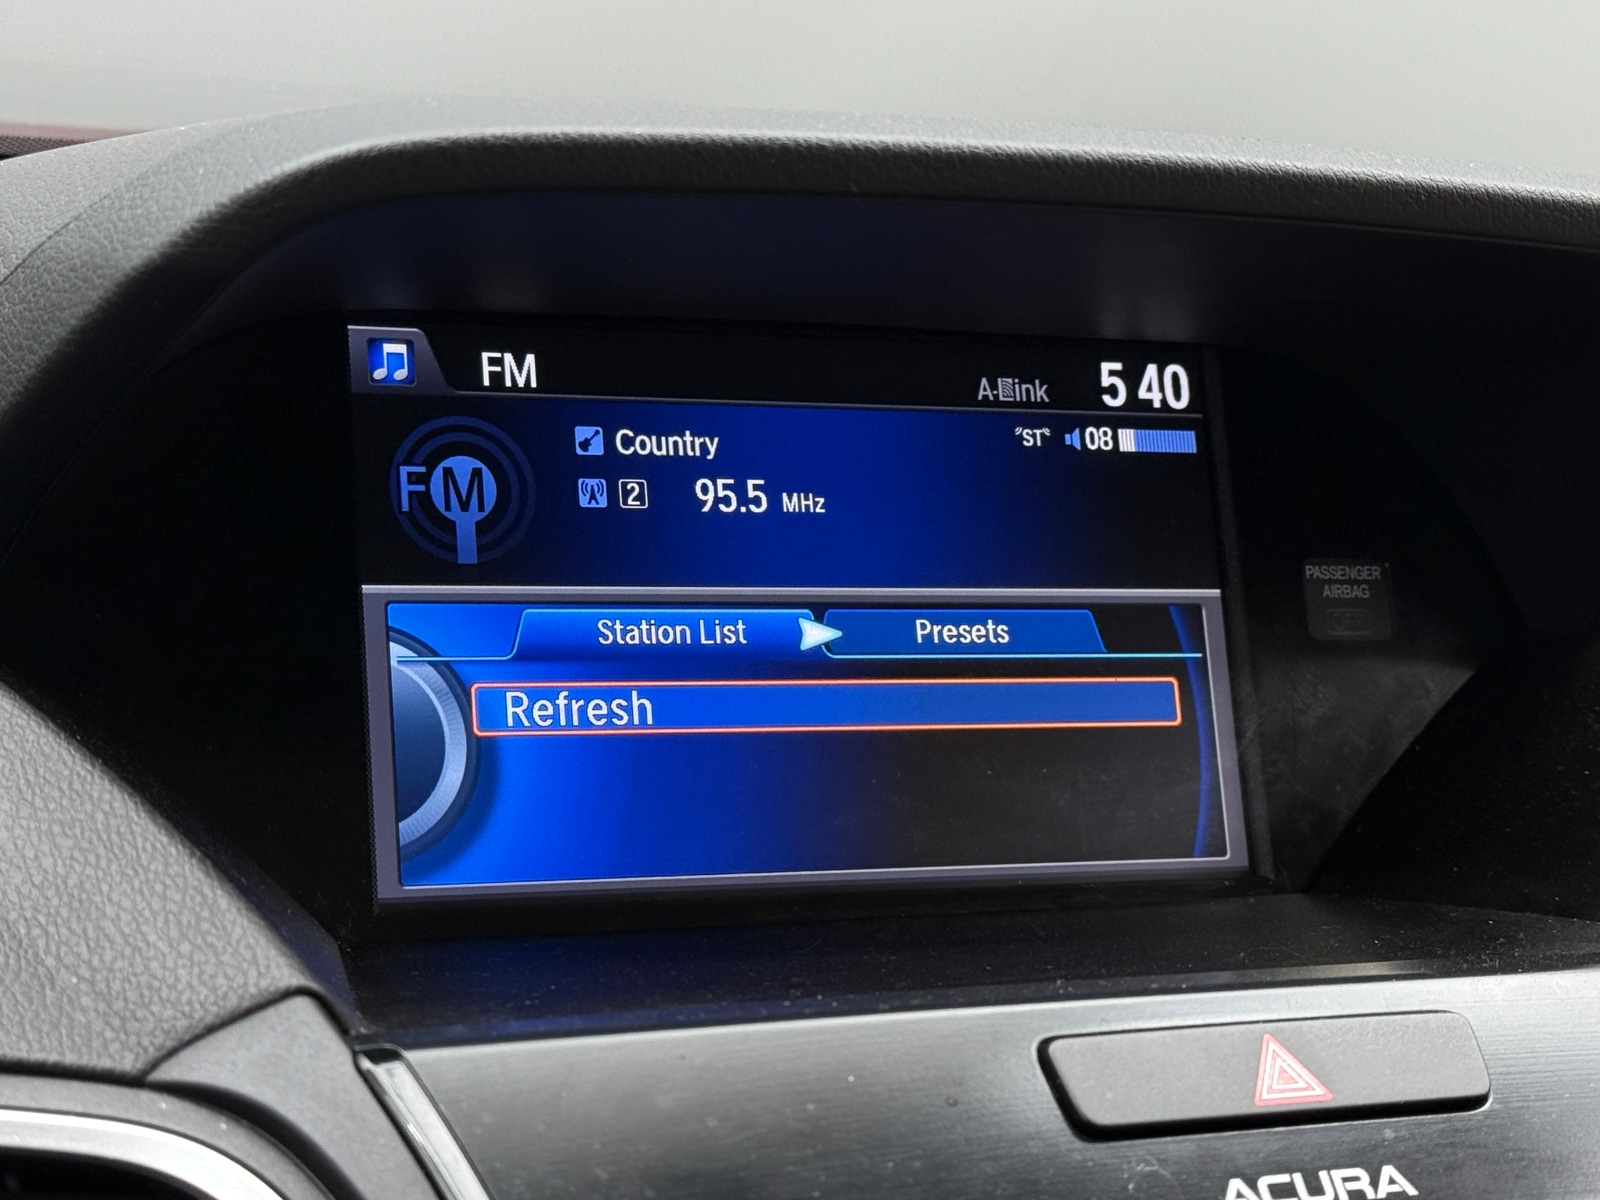 FM
A-Link
5 40
FM
Country
ST
08
2
95.5 MHz
Station List
Presets
Refresh
PASSENGER
AIRBAG
OFF
ACURA